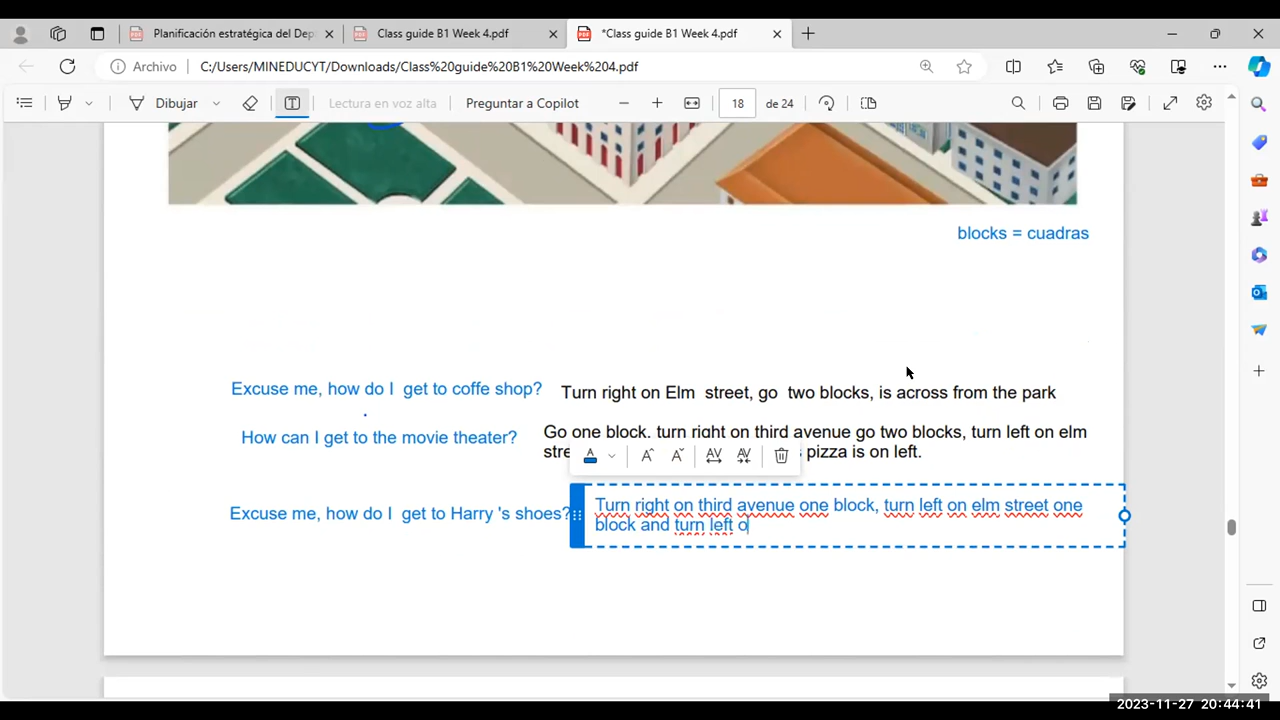 Planificación estratégica del Dep
Class guide B1 Week 4.pdf
*Class guide B1 Week 4.pdf
Archivo
C:/Users/MINEDUCYT/Downloads/Class%20guide%20B1%20Week%204.pdf
Dibujar
Lectura en voz alta
Preguntar a Copilot
18
de 24
blocks = cuadras
Excuse me, how do I  get to coffe shop?
Turn right on Elm  street, go  two blocks, is across from the park
How can I get to the movie theater?
Go one block. turn right on third avenue go two blocks, turn left on elm
stre
pizza is on left.
Excuse me, how do I  get to Harry 's shoes?
Turn right on third avenue one block, turn left on elm street one
block and turn left o
2023-11-27 20:44:41